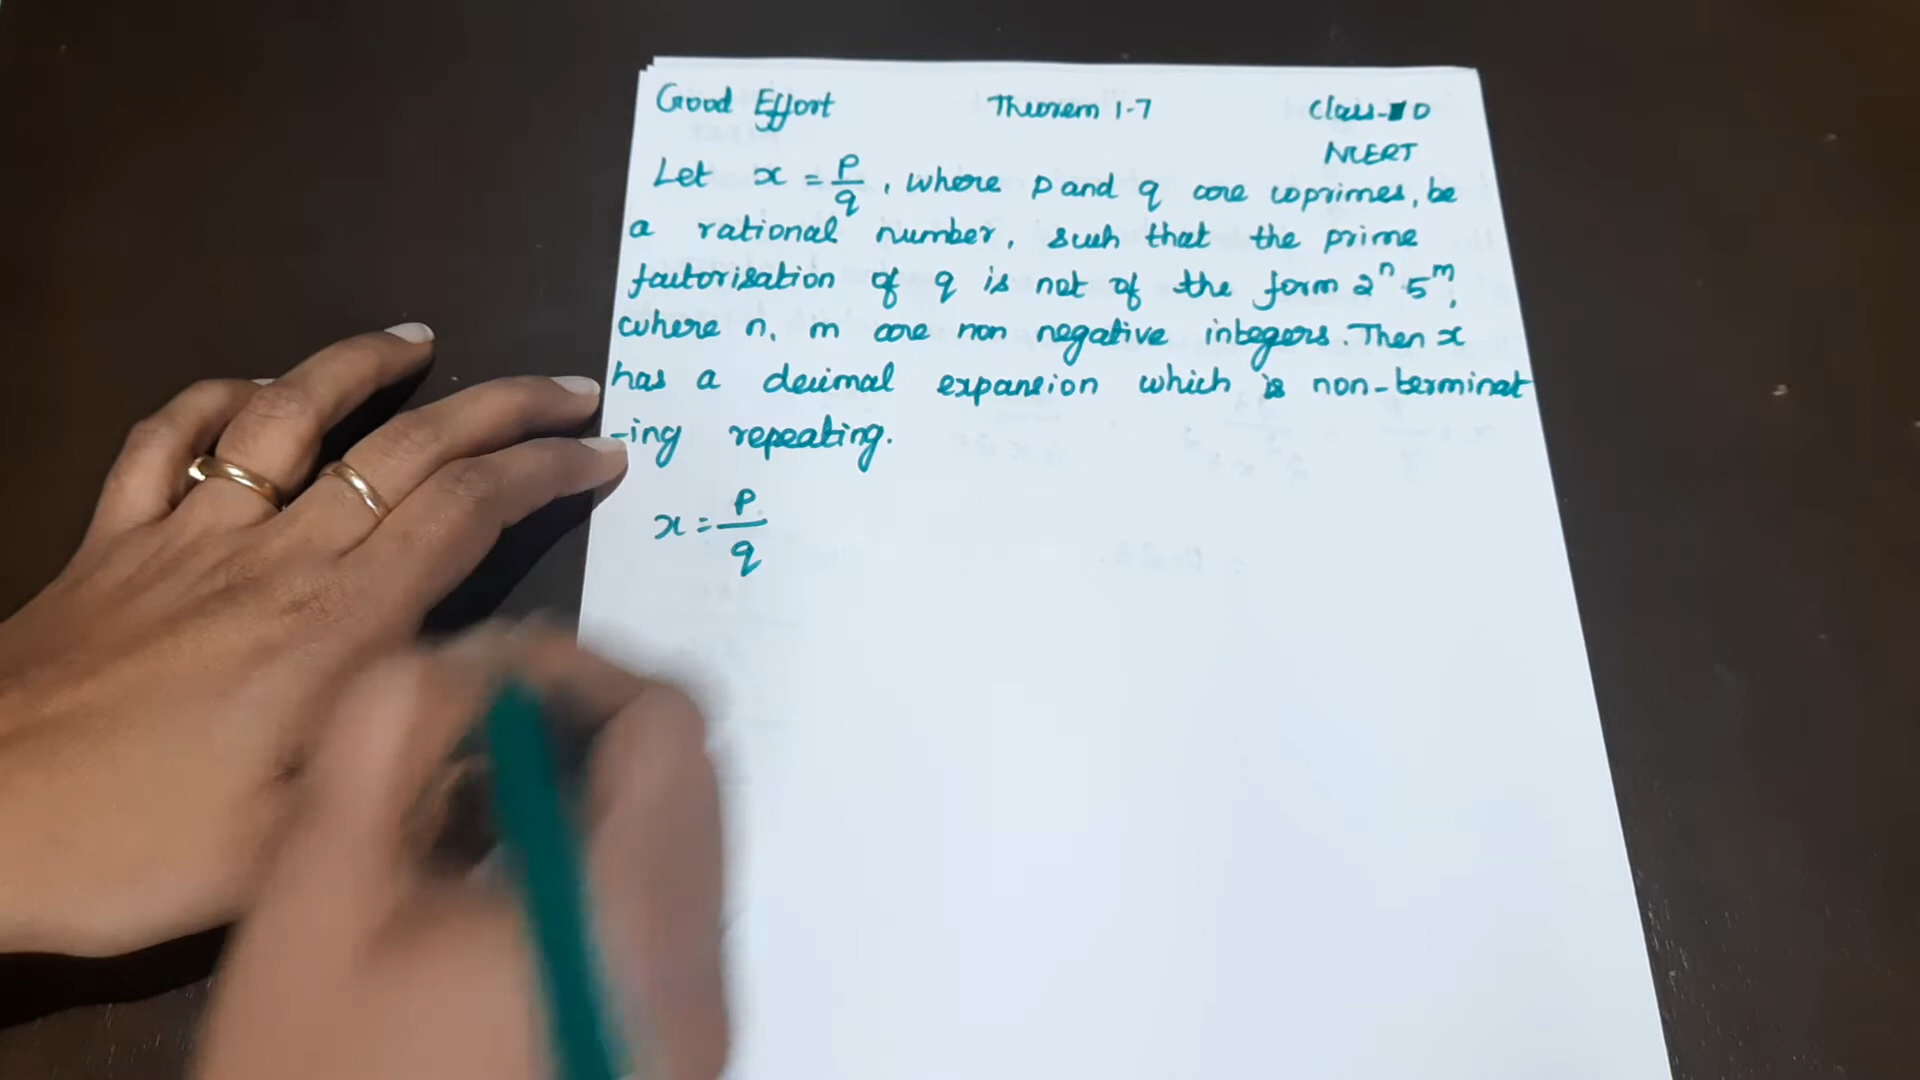 Good Effort Theorem 1.7 Class-10
NCERT
Let x = p/q, where p and q are coprimes, be
a rational number, such that the prime
factorisation of q is not of the form 2ⁿ 5ᵐ,
where n, m are non negative integers. Then x
has a decimal expansion which is non-terminat
-ing repeating.
x = p/q